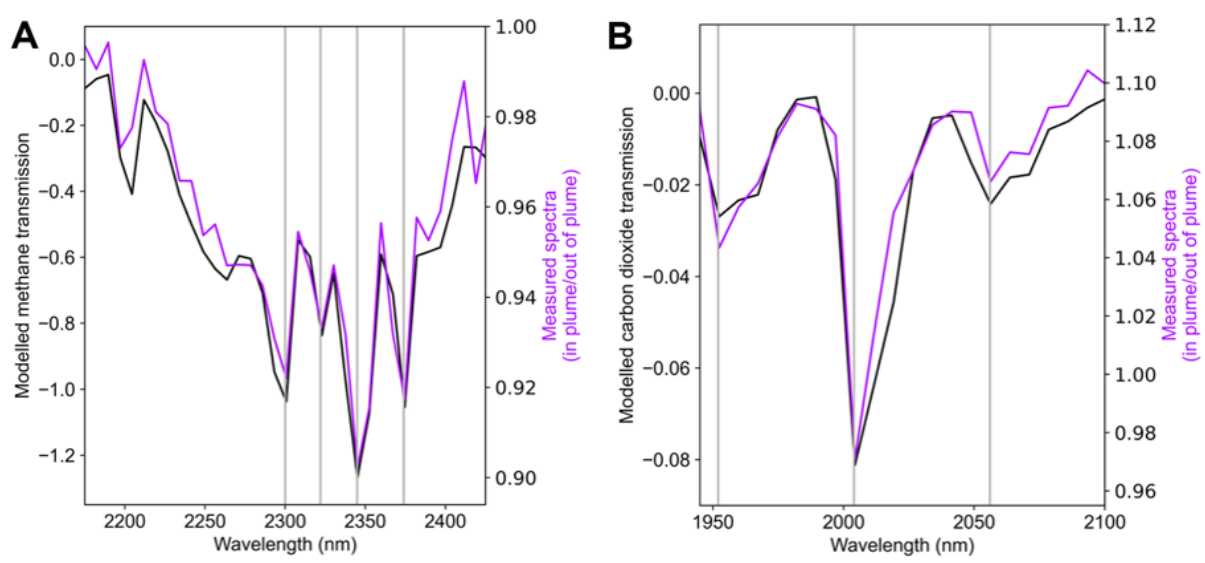 A
0.0
−0.2
−0.4
−0.6
−0.8
−1.0
−1.2
Modelled methane transmission
2200 2250 2300 2350 2400
Wavelength (nm)
1.00
0.98
0.96
0.94
0.92
0.90
Measured spectra
(in plume/out of plume)
B
0.00
−0.02
−0.04
−0.06
−0.08
Modelled carbon dioxide transmission
1950 2000 2050 2100
Wavelength (nm)
1.12
1.10
1.08
1.06
1.04
1.02
1.00
0.98
0.96
Measured spectra
(in plume/out of plume)